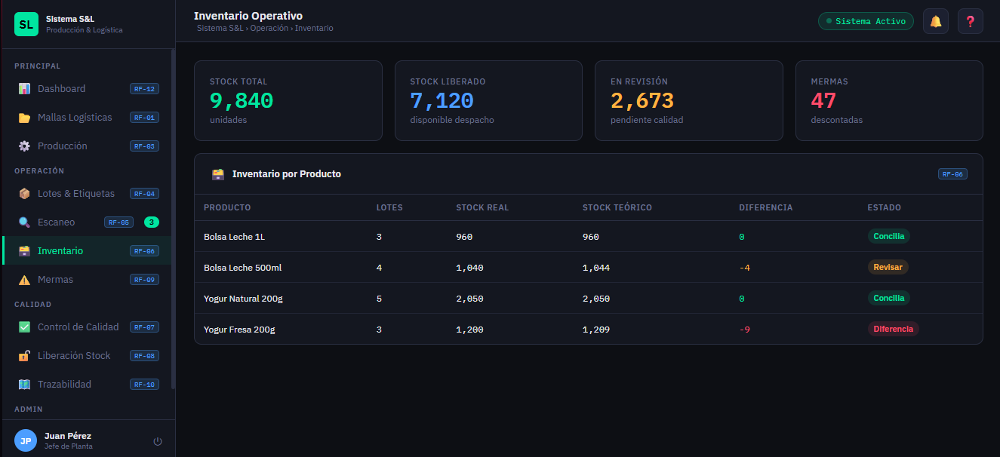 SL
Sistema S&L
Producción & Logística
PRINCIPAL
Dashboard RF-12
Mallas Logísticas RF-01
Producción RF-03
OPERACIÓN
Lotes & Etiquetas RF-04
Escaneo RF-05 3
Inventario RF-06
Mermas RF-09
CALIDAD
Control de Calidad RF-07
Liberación Stock RF-08
Trazabilidad RF-10
ADMIN
JP
Juan Pérez
Jefe de Planta
Inventario Operativo
Sistema S&L › Operación › Inventario
Sistema Activo
STOCK TOTAL
9,840
unidades
STOCK LIBERADO
7,120
disponible despacho
EN REVISIÓN
2,673
pendiente calidad
MERMAS
47
descontadas
Inventario por Producto RF-06
PRODUCTO LOTES STOCK REAL STOCK TEÓRICO DIFERENCIA ESTADO
Bolsa Leche 1L 3 960 960 0 Concilia
Bolsa Leche 500ml 4 1,040 1,044 -4 Revisar
Yogur Natural 200g 5 2,050 2,050 0 Concilia
Yogur Fresa 200g 3 1,200 1,209 -9 Diferencia